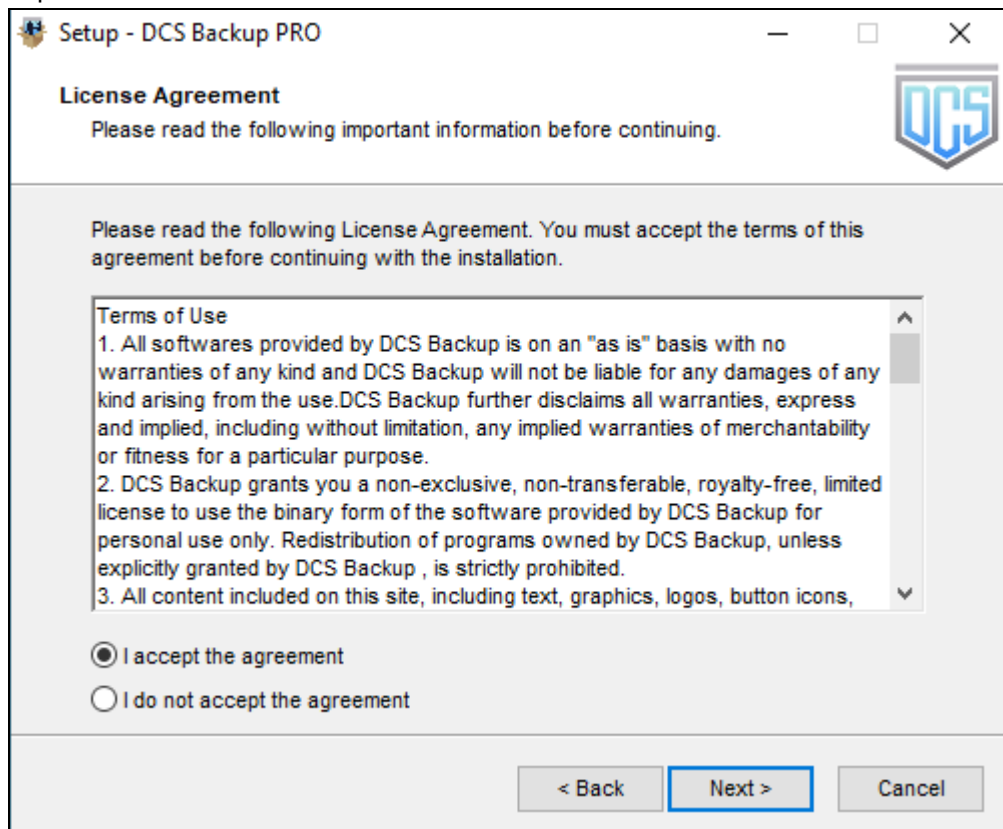 Setup - DCS Backup PRO
License Agreement
Please read the following important information before continuing.
DCS
Please read the following License Agreement. You must accept the terms of this
agreement before continuing with the installation.
Terms of Use
1. All softwares provided by DCS Backup is on an "as is" basis with no
warranties of any kind and DCS Backup will not be liable for any damages of any
kind arising from the use.DCS Backup further disclaims all warranties, express
and implied, including without limitation, any implied warranties of merchantability
or fitness for a particular purpose.
2. DCS Backup grants you a non-exclusive, non-transferable, royalty-free, limited
license to use the binary form of the software provided by DCS Backup for
personal use only. Redistribution of programs owned by DCS Backup, unless
explicitly granted by DCS Backup , is strictly prohibited.
3. All content included on this site, including text, graphics, logos, button icons,
I accept the agreement
I do not accept the agreement
< Back
Next >
Cancel